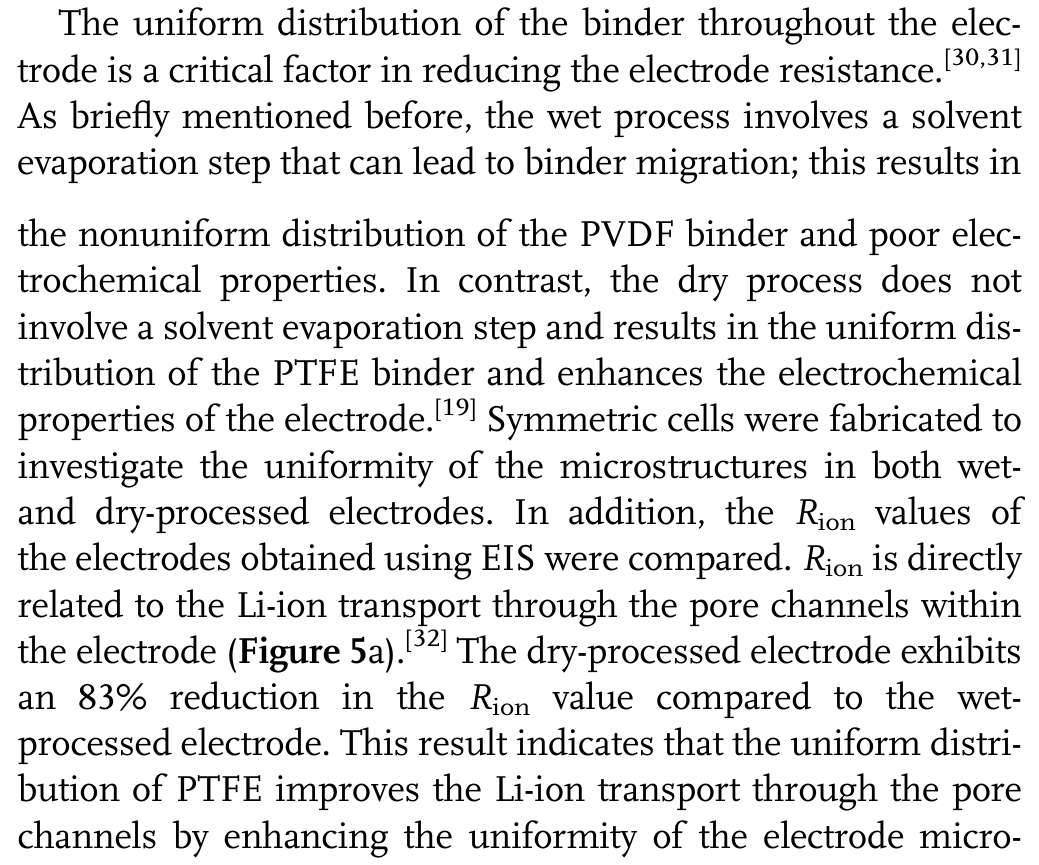 The uniform distribution of the binder throughout the elec-
trode is a critical factor in reducing the electrode resistance.[30,31]
As briefly mentioned before, the wet process involves a solvent
evaporation step that can lead to binder migration; this results in
the nonuniform distribution of the PVDF binder and poor elec-
trochemical properties. In contrast, the dry process does not
involve a solvent evaporation step and results in the uniform dis-
tribution of the PTFE binder and enhances the electrochemical
properties of the electrode.[19] Symmetric cells were fabricated to
investigate the uniformity of the microstructures in both wet-
and dry-processed electrodes. In addition, the Rion values of
the electrodes obtained using EIS were compared. Rion is directly
related to the Li-ion transport through the pore channels within
the electrode (Figure 5a).[32] The dry-processed electrode exhibits
an 83% reduction in the Rion value compared to the wet-
processed electrode. This result indicates that the uniform distri-
bution of PTFE improves the Li-ion transport through the pore
channels by enhancing the uniformity of the electrode micro-